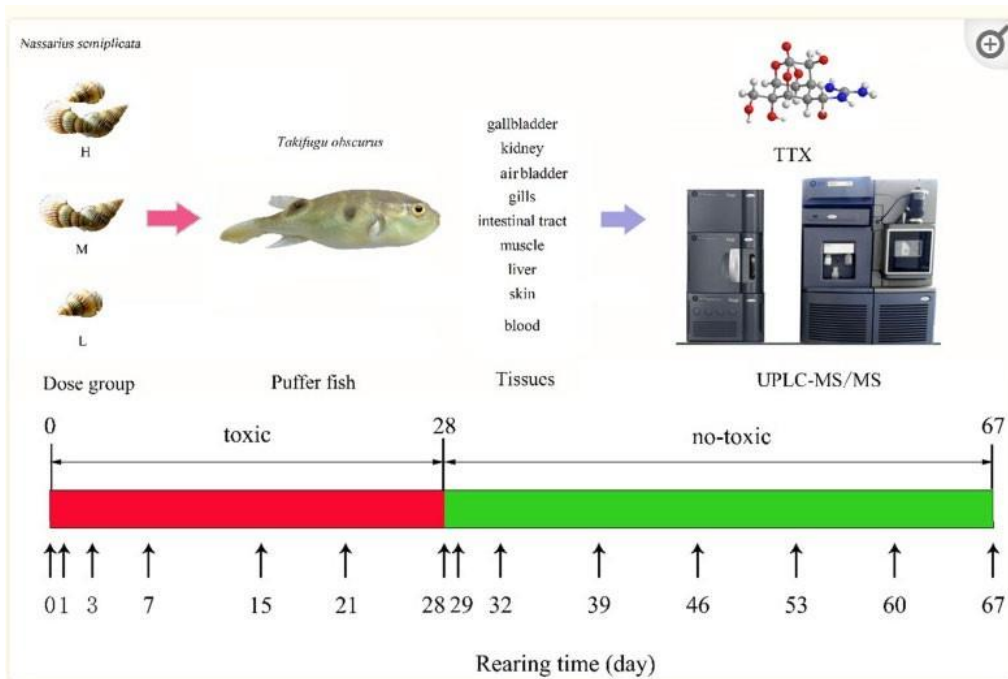 Nassarius semiplicata
H
M
L
Takifugu obscurus
gallbladder
kidney
air bladder
gills
intestinal tract
muscle
liver
skin
blood
TTX
Dose group
Puffer fish
Tissues
UPLC-MS/MS
0 28 67
toxic no-toxic
0 1 3 7 15 21 28 29 32 39 46 53 60 67
Rearing time (day)